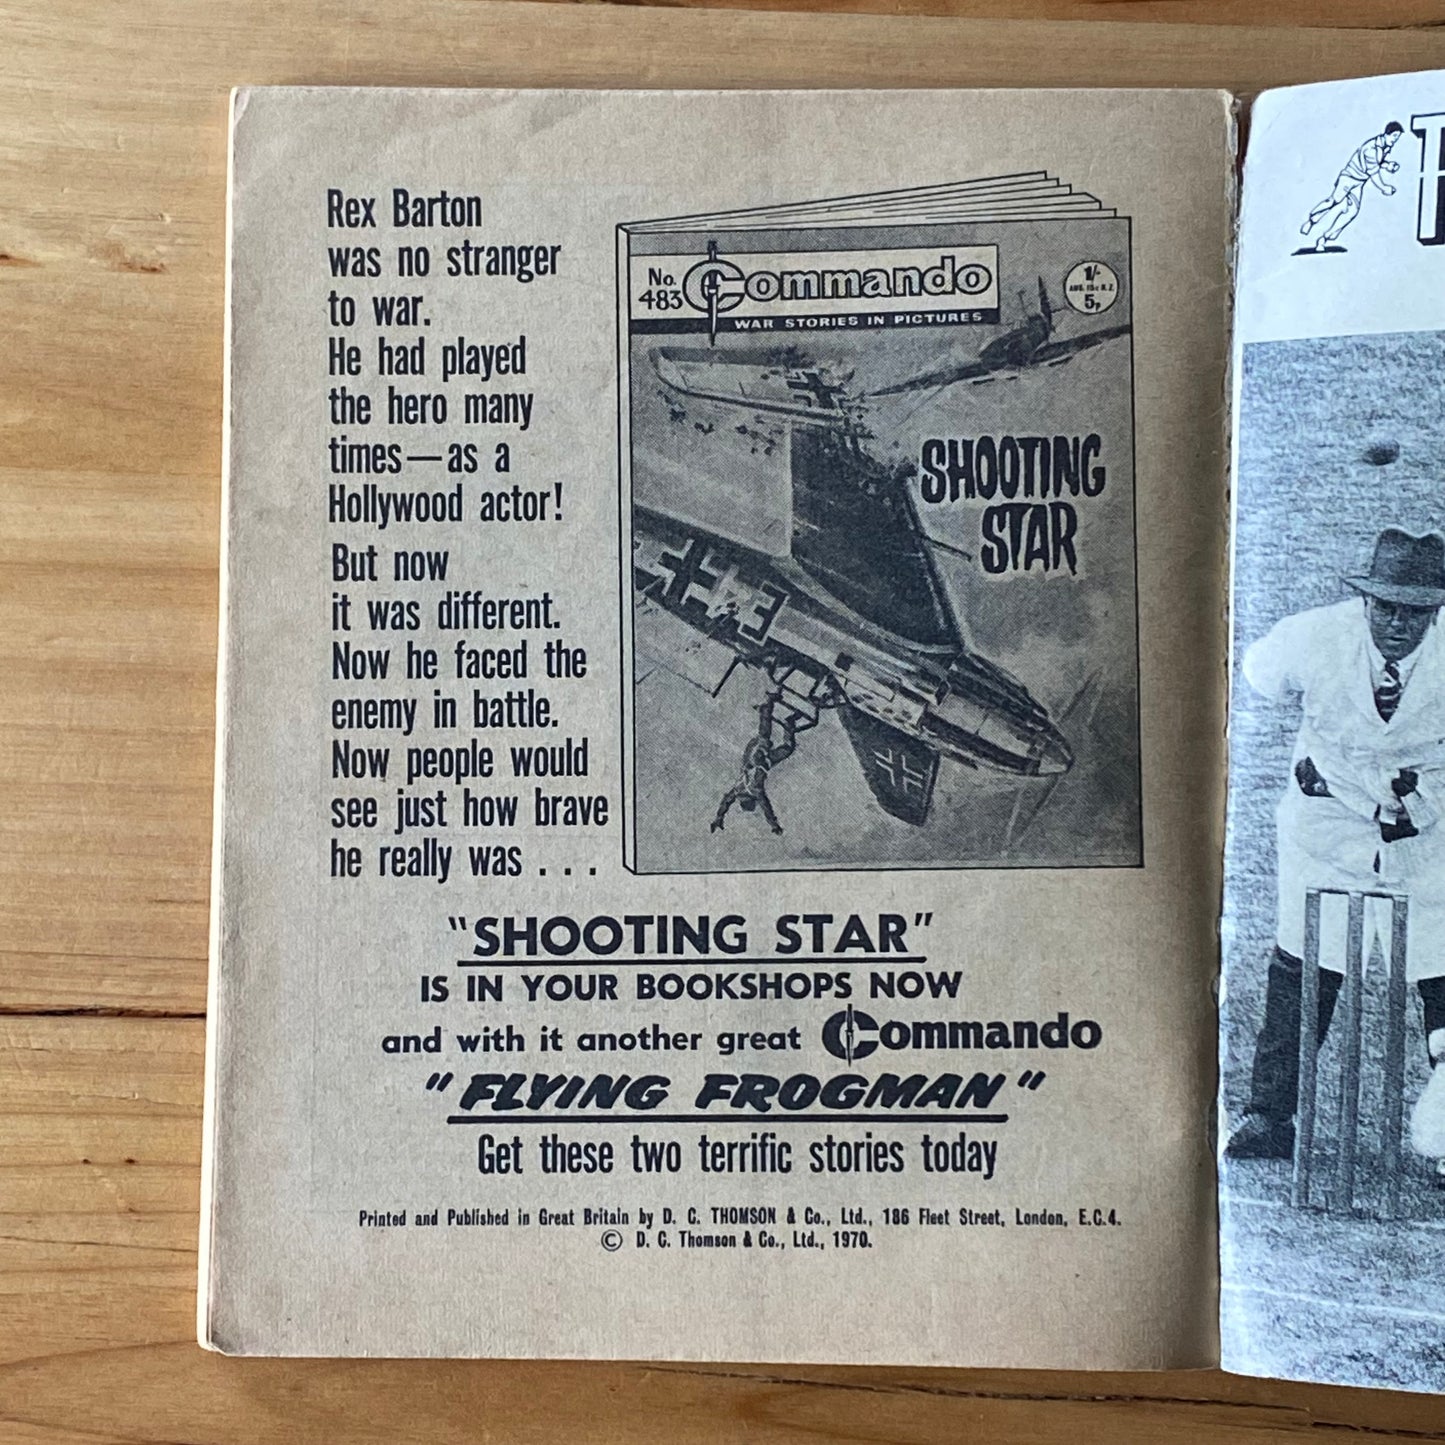 Rex Barton
was no stranger
to war.
He had played
the hero many
times—as a
Hollywood actor!
But now
it was different.
Now he faced the
enemy in battle.
Now people would
see just how brave
he really was . . .
No.
483
Commando
WAR STORIES IN PICTURES
1/-
5p
SHOOTING
STAR
"SHOOTING STAR"
IS IN YOUR BOOKSHOPS NOW
and with it another great Commando
"FLYING FROGMAN"
Get these two terrific stories today
Printed and Published in Great Britain by D. C. THOMSON & Co., Ltd., 186 Fleet Street, London, E.C.4.
© D. C. Thomson & Co., Ltd., 1970.